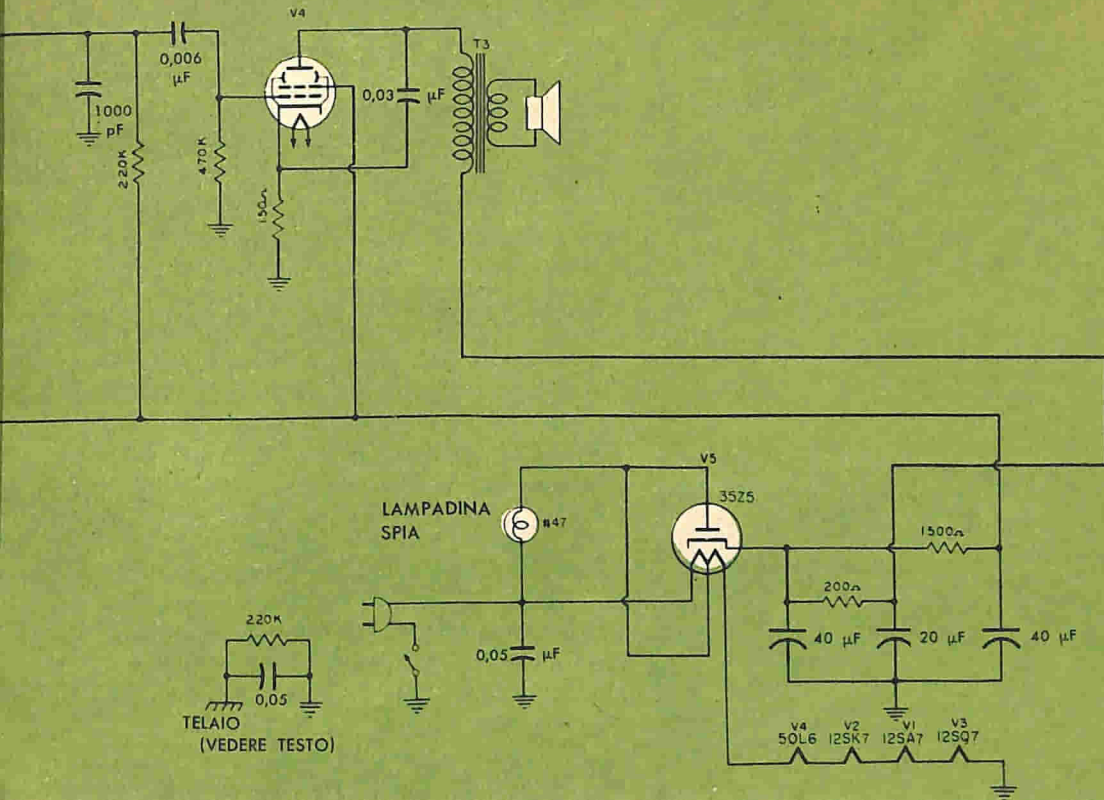 V4
0,006
µF
1000
pF
220K
470K
150Ω
0,03 µF
T3
V5
35Z5
LAMPADINA
SPIA
#47
1500Ω
200Ω
40 µF
20 µF
40 µF
0,05 µF
220K
0,05
TELAIO
(VEDERE TESTO)
V4 V2 V1 V3
50L6 12SK7 12SA7 12SQ7